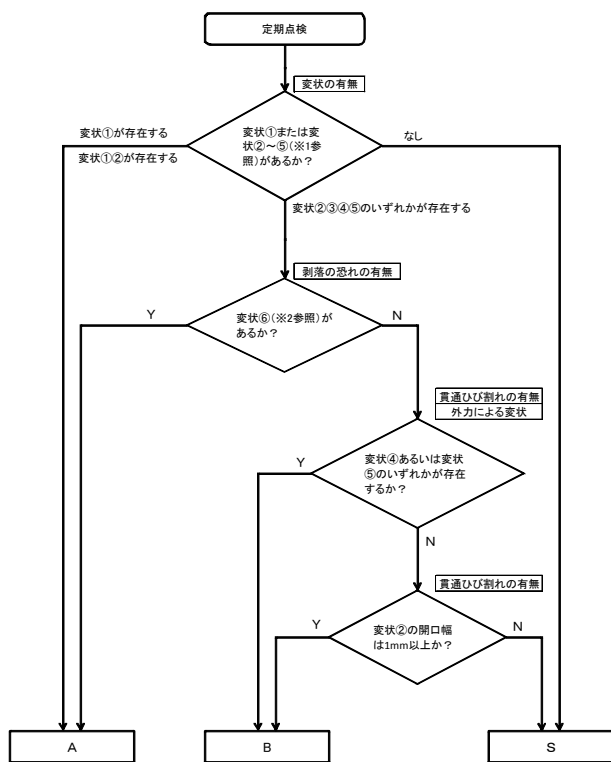 定期点検
変状の有無
変状①が存在する
変状①②が存在する
変状①または変
状②～⑤(※1参
照)があるか？
なし
変状②③④⑤のいずれかが存在する
剥落の恐れの有無
Y
変状⑥(※2参照)が
あるか？
N
貫通ひび割れの有無
外力による変状
Y
変状④あるいは変状
⑤のいずれかが存在
するか？
N
貫通ひび割れの有無
Y
変状②の開口幅
は1mm以上か？
N
A
B
S